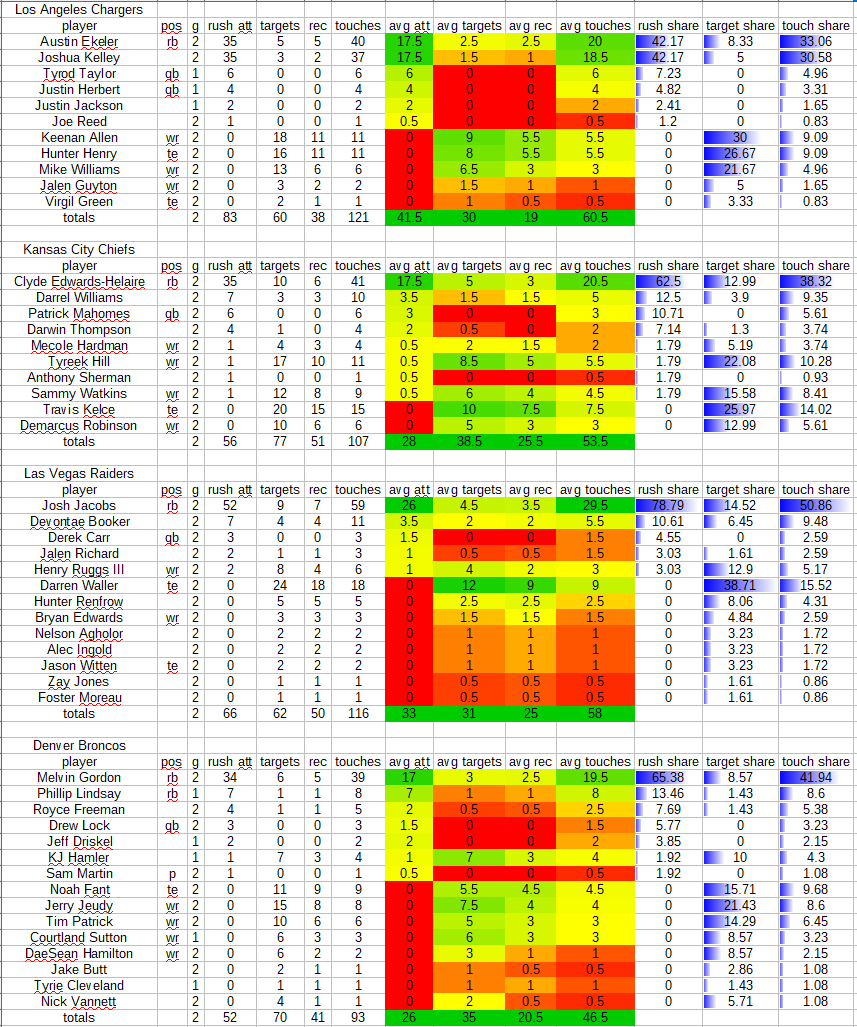 Los Angeles Chargers
player pos g rush att targets rec touches avg att avg targets avg rec avg touches rush share target share touch share
Austin Ekeler rb 2 35 5 5 40 17.5 2.5 2.5 20 42.17 8.33 33.06
Joshua Kelley 2 35 3 2 37 17.5 1.5 1 18.5 42.17 5 30.58
Tyrod Taylor qb 1 6 0 0 6 6 0 0 6 7.23 0 4.96
Justin Herbert qb 1 4 0 0 4 4 0 0 4 4.82 0 3.31
Justin Jackson 1 2 0 0 2 2 0 0 2 2.41 0 1.65
Joe Reed 2 1 0 0 1 0.5 0 0 0.5 1.2 0 0.83
Keenan Allen wr 2 0 18 11 11 0 9 5.5 5.5 0 30 9.09
Hunter Henry te 2 0 16 11 11 0 8 5.5 5.5 0 26.67 9.09
Mike Williams wr 2 0 13 6 6 0 6.5 3 3 0 21.67 4.96
Jalen Guyton wr 2 0 3 2 2 0 1.5 1 1 0 5 1.65
Virgil Green te 2 0 2 1 1 0 1 0.5 0.5 0 3.33 0.83
totals 2 83 60 38 121 41.5 30 19 60.5
Kansas City Chiefs
player pos g rush att targets rec touches avg att avg targets avg rec avg touches rush share target share touch share
Clyde Edwards-Helaire rb 2 35 10 6 41 17.5 5 3 20.5 62.5 12.99 38.32
Darrel Williams 2 7 3 3 10 3.5 1.5 1.5 5 12.5 3.9 9.35
Patrick Mahomes qb 2 6 0 0 6 3 0 0 3 10.71 0 5.61
Darwin Thompson 2 4 1 0 4 2 0.5 0 2 7.14 1.3 3.74
Mecole Hardman wr 2 1 4 3 4 0.5 2 1.5 2 1.79 5.19 3.74
Tyreek Hill wr 2 1 17 10 11 0.5 8.5 5 5.5 1.79 22.08 10.28
Anthony Sherman 2 1 0 0 1 0.5 0 0 0.5 1.79 0 0.93
Sammy Watkins wr 2 1 12 8 9 0.5 6 4 4.5 1.79 15.58 8.41
Travis Kelce te 2 0 20 15 15 0 10 7.5 7.5 0 25.97 14.02
Demarcus Robinson wr 2 0 10 6 6 0 5 3 3 0 12.99 5.61
totals 2 56 77 51 107 28 38.5 25.5 53.5
Las Vegas Raiders
player pos g rush att targets rec touches avg att avg targets avg rec avg touches rush share target share touch share
Josh Jacobs rb 2 52 9 7 59 26 4.5 3.5 29.5 78.79 14.52 50.86
Devontae Booker 2 7 4 4 11 3.5 2 2 5.5 10.61 6.45 9.48
Derek Carr qb 2 3 0 0 3 1.5 0 0 1.5 4.55 0 2.59
Jalen Richard 2 2 1 1 3 1 0.5 0.5 1.5 3.03 1.61 2.59
Henry Ruggs III wr 2 2 8 4 6 1 4 2 3 3.03 12.9 5.17
Darren Waller te 2 0 24 18 18 0 12 9 9 0 38.71 15.52
Hunter Renfrow 2 0 5 5 5 0 2.5 2.5 2.5 0 8.06 4.31
Bryan Edwards wr 2 0 3 3 3 0 1.5 1.5 1.5 0 4.84 2.59
Nelson Agholor 2 0 2 2 2 0 1 1 1 0 3.23 1.72
Alec Ingold 2 0 2 2 2 0 1 1 1 0 3.23 1.72
Jason Witten te 2 0 2 2 2 0 1 1 1 0 3.23 1.72
Zay Jones 2 0 1 1 1 0 0.5 0.5 0.5 0 1.61 0.86
Foster Moreau 2 0 1 1 1 0 0.5 0.5 0.5 0 1.61 0.86
totals 2 66 62 50 116 33 31 25 58
Denver Broncos
player pos g rush att targets rec touches avg att avg targets avg rec avg touches rush share target share touch share
Melvin Gordon rb 2 34 6 5 39 17 3 2.5 19.5 65.38 8.57 41.94
Phillip Lindsay rb 1 7 1 1 8 7 1 1 8 13.46 1.43 8.6
Royce Freeman 2 4 1 1 5 2 0.5 0.5 2.5 7.69 1.43 5.38
Drew Lock qb 2 3 0 0 3 1.5 0 0 1.5 5.77 0 3.23
Jeff Driskel 1 2 0 0 2 2 0 0 2 3.85 0 2.15
KJ Hamler 1 1 7 3 4 1 7 3 4 1.92 10 4.3
Sam Martin p 2 1 0 0 1 0.5 0 0 0.5 1.92 0 1.08
Noah Fant te 2 0 11 9 9 0 5.5 4.5 4.5 0 15.71 9.68
Jerry Jeudy wr 2 0 15 8 8 0 7.5 4 4 0 21.43 8.6
Tim Patrick wr 2 0 10 6 6 0 5 3 3 0 14.29 6.45
Courtland Sutton wr 1 0 6 3 3 0 6 3 3 0 8.57 3.23
DaeSean Hamilton wr 2 0 6 2 2 0 3 1 1 0 8.57 2.15
Jake Butt 2 0 2 1 1 0 1 0.5 0.5 0 2.86 1.08
Tyrie Cleveland 1 0 1 1 1 0 1 1 1 0 1.43 1.08
Nick Vannett 2 0 4 1 1 0 2 0.5 0.5 0 5.71 1.08
totals 2 52 70 41 93 26 35 20.5 46.5